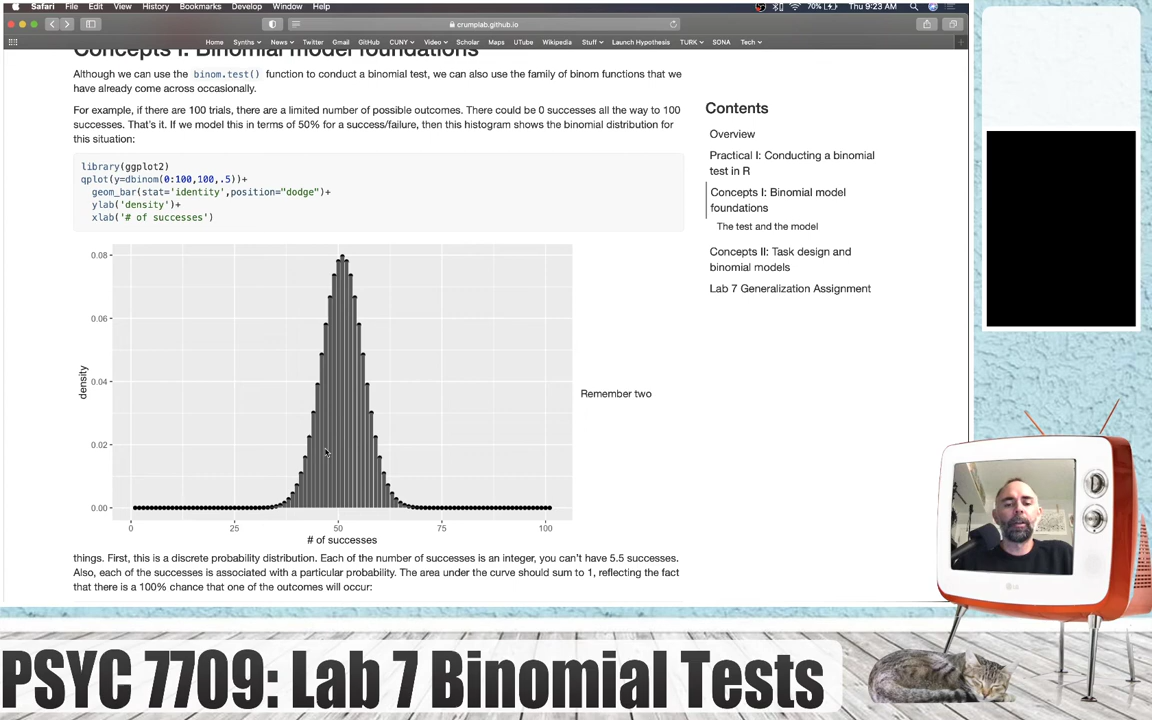 Safari File Edit View History Bookmarks Develop Window Help 70% Thu 9:23 AM
crumplab.github.io
Home Synths News Twitter Gmail GitHub CUNY Video Scholar Maps UTube Wikipedia Stuff Launch Hypothesis TURK SONA Tech
Concepts I: Binomial model foundations
Although we can use the binom.test() function to conduct a binomial test, we can also use the family of binom functions that we
have already come across occasionally.
For example, if there are 100 trials, there are a limited number of possible outcomes. There could be 0 successes all the way to 100
successes. That's it. If we model this in terms of 50% for a success/failure, then this histogram shows the binomial distribution for
this situation:
library(ggplot2)
qplot(y=dbinom(0:100,100,.5))+
geom_bar(stat='identity',position="dodge")+
ylab('density')+
xlab('# of successes')
0.08
0.06
0.04
0.02
0.00
density
0 25 50 75 100
# of successes
Remember two
things. First, this is a discrete probability distribution. Each of the number of successes is an integer, you can't have 5.5 successes.
Also, each of the successes is associated with a particular probability. The area under the curve should sum to 1, reflecting the fact
that there is a 100% chance that one of the outcomes will occur:
Contents
Overview
Practical I: Conducting a binomial
test in R
Concepts I: Binomial model
foundations
The test and the model
Concepts II: Task design and
binomial models
Lab 7 Generalization Assignment
LG
PSYC 7709: Lab 7 Binomial Tests